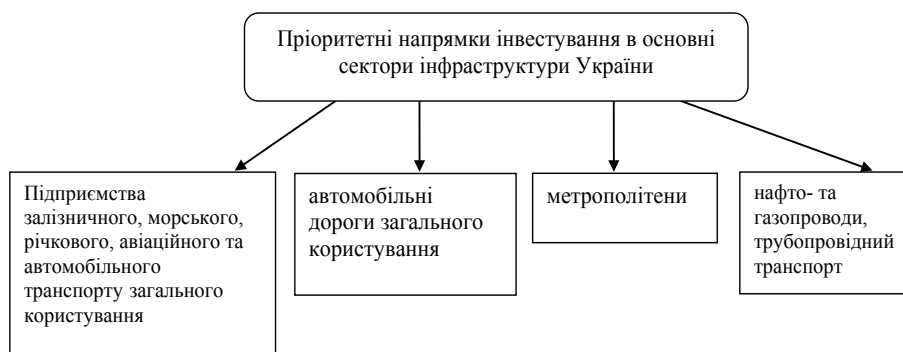 Пріоритетні напрямки інвестування в основні
сектори інфраструктури України
Підприємства
залізничного, морського,
річкового, авіаційного та
автомобільного
транспорту загального
користування
автомобільні
дороги загального
користування
метрополітени
нафто- та
газопроводи,
трубопровідний
транспорт